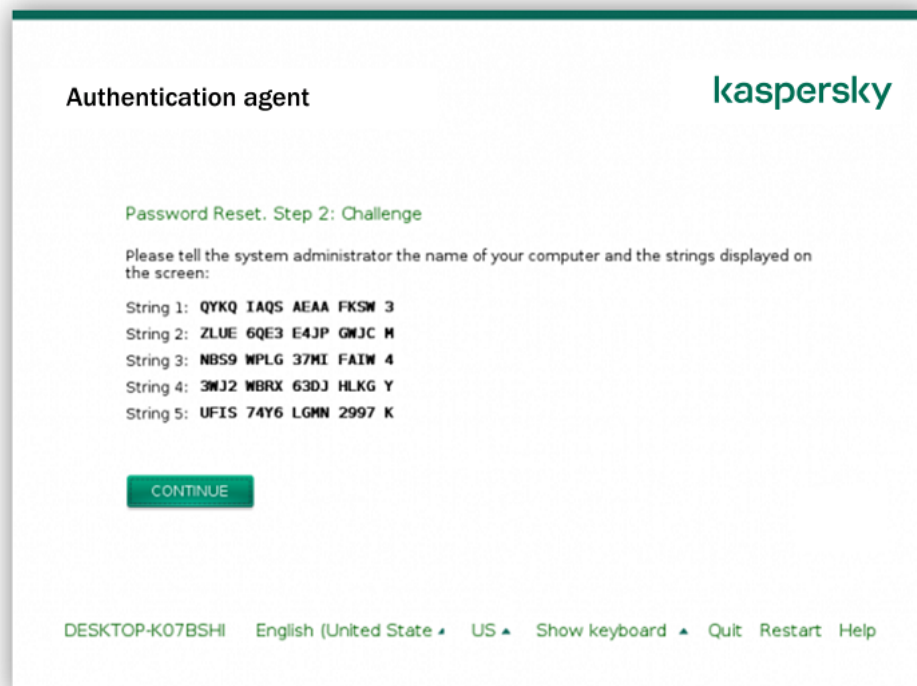 Authentication agent
kaspersky
Password Reset. Step 2: Challenge
Please tell the system administrator the name of your computer and the strings displayed on
the screen:
String 1: QYKQ IAQS AEAA FKSW 3
String 2: ZLUE 6QE3 E4JP GWJC M
String 3: NBS9 WPLG 37MI FAIW 4
String 4: 3WJ2 WBRX 63DJ HLKG Y
String 5: UFIS 74Y6 LGMN 2997 K
CONTINUE
DESKTOP-K07BSHI English (United State US Show keyboard Quit Restart Help